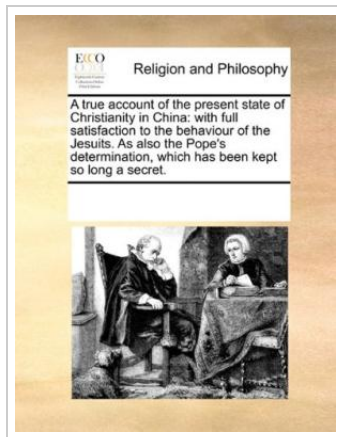 ECCO
Religion and Philosophy
A true account of the present state of
Christianity in China: with full
satisfaction to the behaviour of the
Jesuits. As also the Pope's
determination, which has been kept
so long a secret.